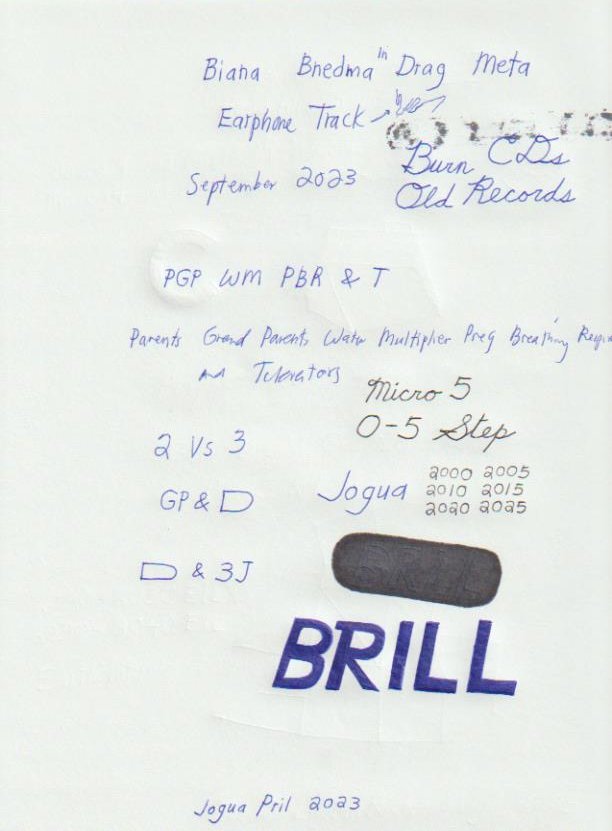 Biana Bnedma in Drag Meta
Earphone Track
Burn CDs
September 2023
Old Records
PGP WM PBR & T
Parents Grand Parents Water Multiplier Preg Breathing
and
Micro 5
0-5 Step
2 Vs 3
Jogua
2000 2005
2010 2015
2020 2025
GP & D
D & 3J
BRILL
BRILL
Jogua Pril 2023